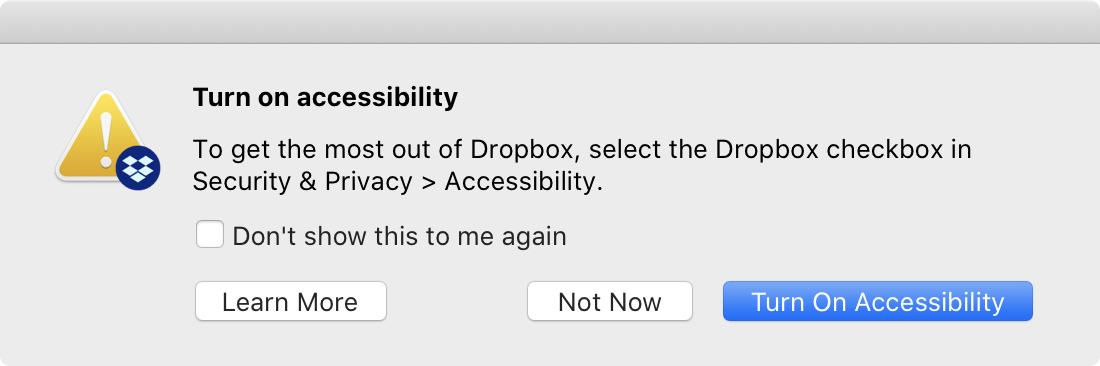 Turn on accessibility
To get the most out of Dropbox, select the Dropbox checkbox in
Security & Privacy > Accessibility.
Don't show this to me again
Learn More
Not Now
Turn On Accessibility